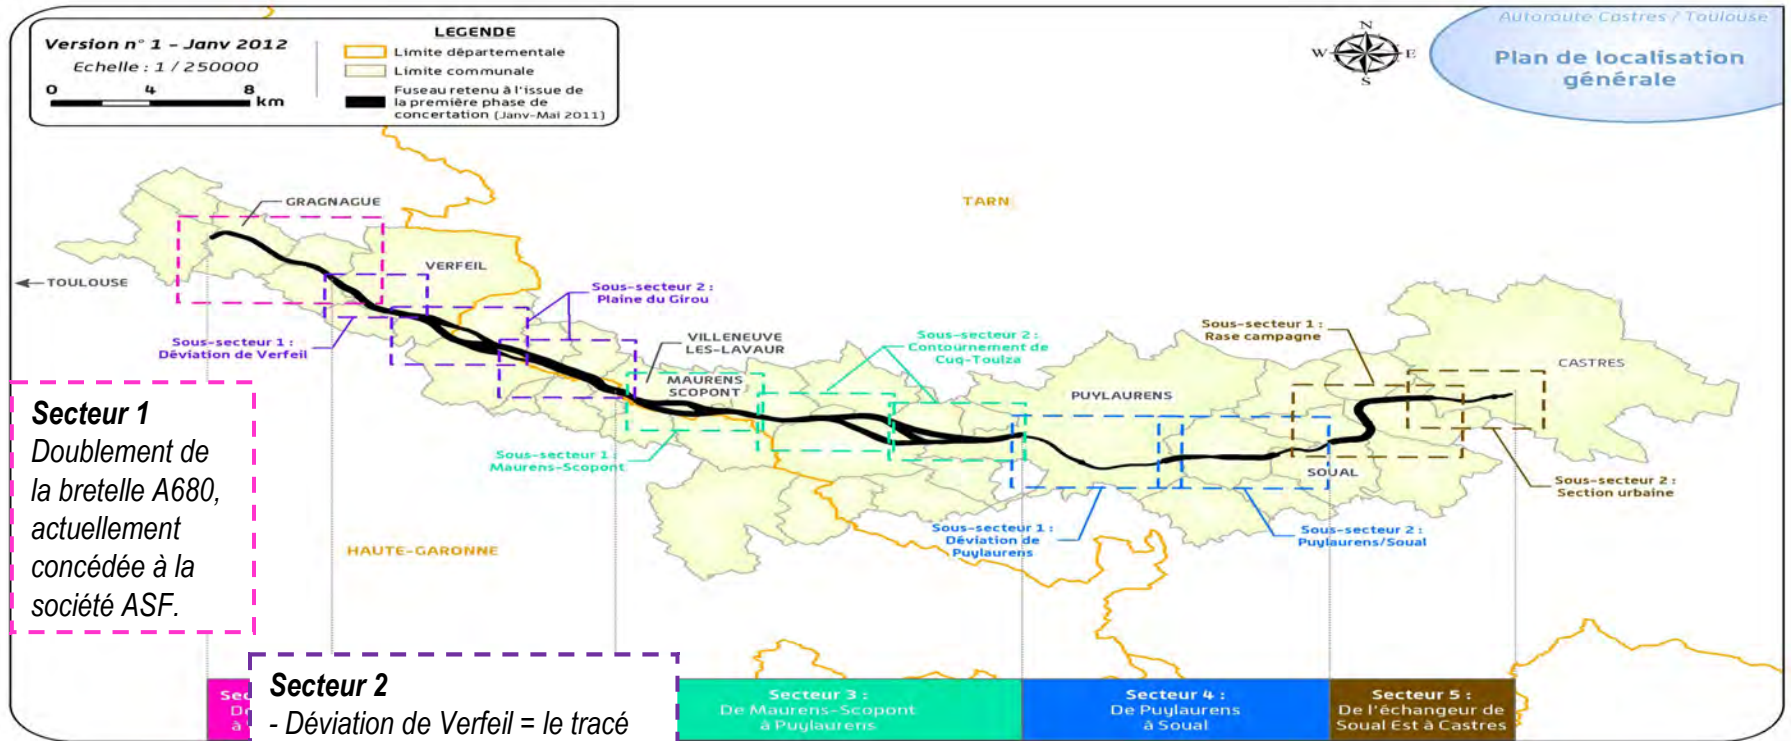 Version n° 1 - Janv 2012
Echelle : 1 / 250000
0 4 8
km
LEGENDE
Limite départementale
Limite communale
Fuseau retenu à l'issue de
la première phase de
concertation (Janv-Mai 2011)
N
W E
S
Autoroute Castres / Toulouse
Plan de localisation
générale
GRAGNAGUE
TARN
TOULOUSE
VERFEIL
Sous-secteur 2 :
Plaine du Girou
Sous-secteur 1 :
Déviation de Verfeil
VILLENEUVE
LES-LAVAUR
MAURENS
SCOPONT
Sous-secteur 2 :
Contournement de
Cuq-Toulza
Sous-secteur 1 :
Rase campagne
CASTRES
PUYLAURENS
Sous-secteur 1 :
Maurens-Scopont
SOUAL
Sous-secteur 2 :
Section urbaine
Sous-secteur 1 :
Déviation de
Puylaurens
Sous-secteur 2 :
Puylaurens/Soual
HAUTE-GARONNE
Secteur 1
Doublement de
la bretelle A680,
actuellement
concédée à la
société ASF.
Sec
De
à
Secteur 2
- Déviation de Verfeil = le tracé
Secteur 3 :
De Maurens-Scopont
à Puylaurens
Secteur 4 :
De Puylaurens
à Soual
Secteur 5 :
De l'échangeur de
Soual Est à Castres